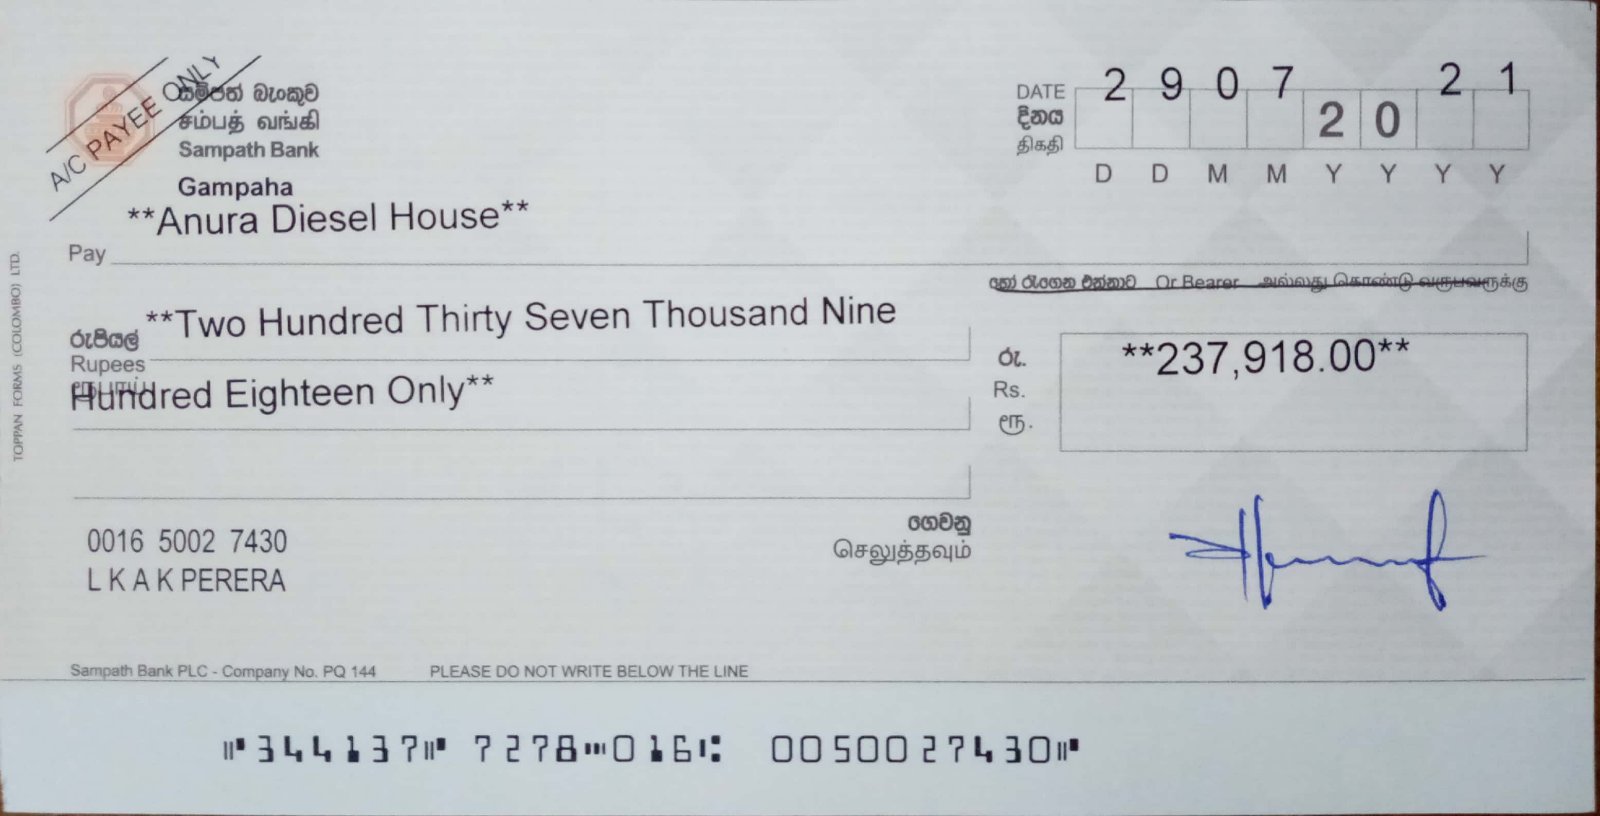 A/C PAYEE ONLY
සම්පත් බැංකුව
சம்பத் வங்கி
Sampath Bank
Gampaha
DATE
දිනය
திகதி
2 9 0 7 2 0 2 1
D D M M Y Y Y Y
**Anura Diesel House**
Pay
හෝ රැගෙන එන්නාට Or Bearer அல்லது கொண்டு வருபவருக்கு
**Two Hundred Thirty Seven Thousand Nine
රුපියල්
Rupees
ரூபாய்
Hundred Eighteen Only**
රු.
Rs.
ரூ.
**237,918.00**
ගෙවනු
செலுத்தவும்
0016 5002 7430
L K A K PERERA
TOPPAN FORMS (COLOMBO) LTD.
Sampath Bank PLC - Company No. PQ 144 PLEASE DO NOT WRITE BELOW THE LINE
⑈344137⑈ 7278⑉016⑆ 005002 7430⑈